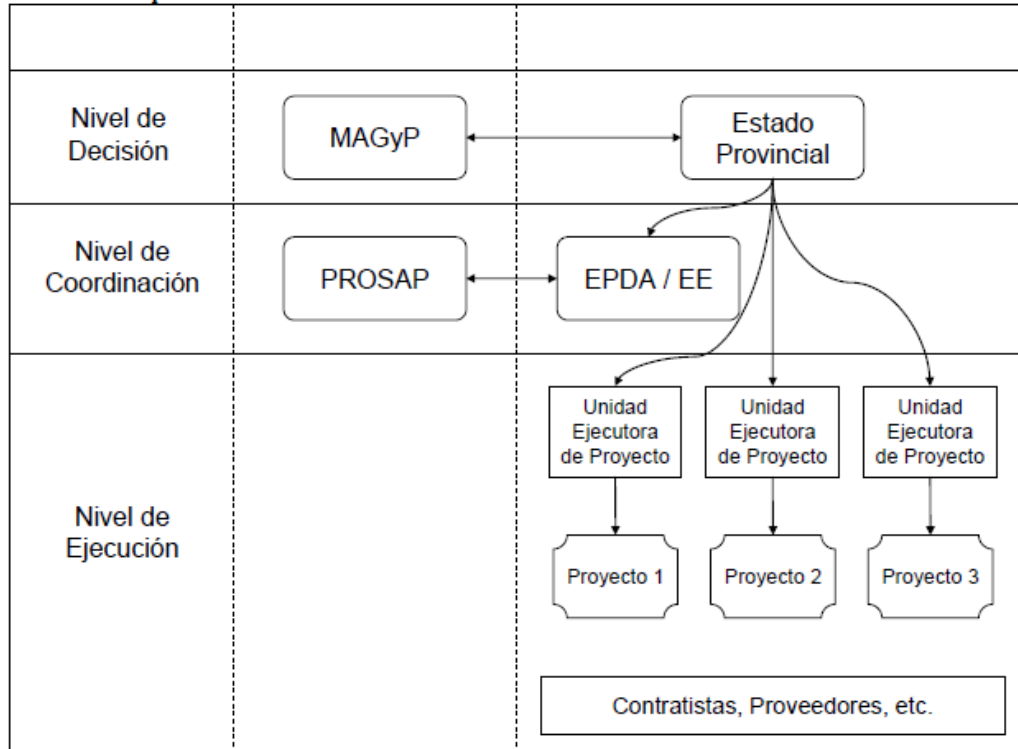 Nivel de
Decisión
MAGyP
Estado
Provincial
Nivel de
Coordinación
PROSAP
EPDA / EE
Nivel de
Ejecución
Unidad
Ejecutora
de Proyecto
Unidad
Ejecutora
de Proyecto
Unidad
Ejecutora
de Proyecto
Proyecto 1
Proyecto 2
Proyecto 3
Contratistas, Proveedores, etc.